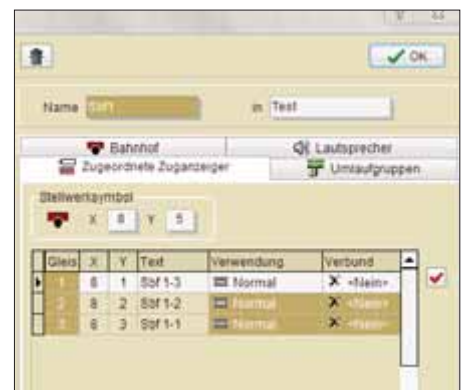 OK
Name Sbf1 in Test
Bahnhof Lautsprecher
Zugeordnete Zuganzeiger Umlaufgruppen
Stellwerksymbol
X 8 Y 5
Gleis X Y Text Verwendung Verbund
1 8 1 Sbf 1-3 Normal <Nein>
2 8 2 Sbf 1-2 Normal <Nein>
3 8 3 Sbf 1-1 Normal <Nein>